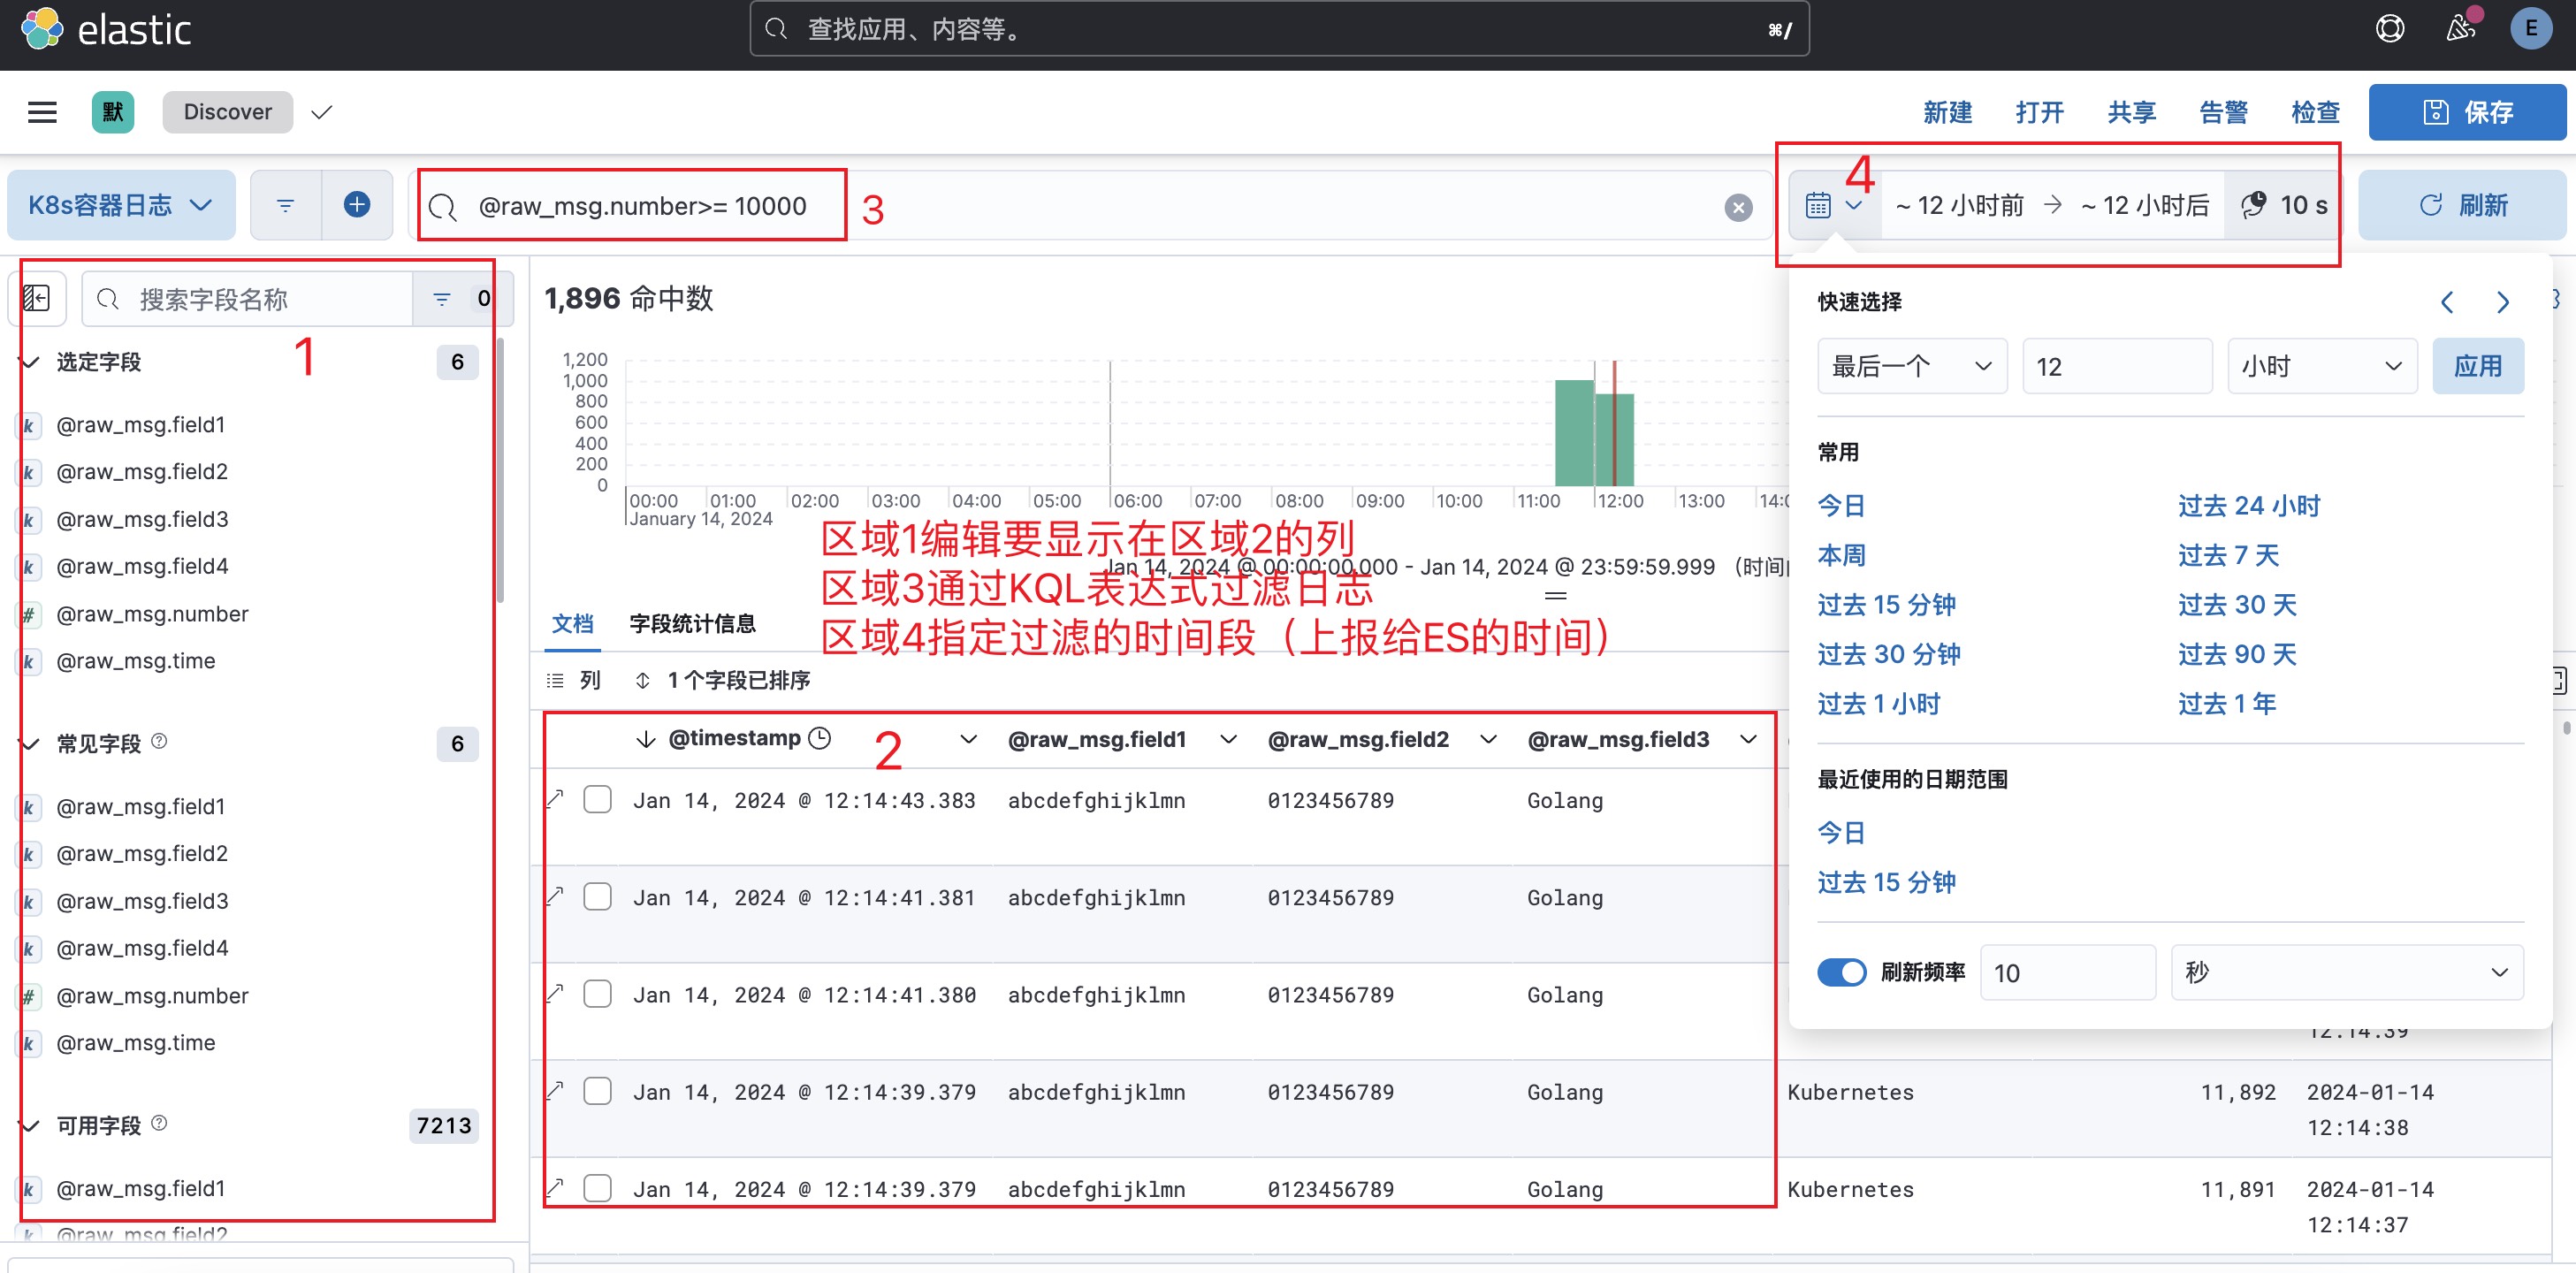 elastic
查找应用、内容等。
⌘/
E
默
Discover
新建
打开
共享
告警
检查
保存
K8s容器日志
@raw_msg.number>= 10000
3
4
~ 12 小时前 → ~ 12 小时后
10 s
刷新
搜索字段名称
0
1
选定字段
6
@raw_msg.field1
@raw_msg.field2
@raw_msg.field3
@raw_msg.field4
@raw_msg.number
@raw_msg.time
常见字段
6
@raw_msg.field1
@raw_msg.field2
@raw_msg.field3
@raw_msg.field4
@raw_msg.number
@raw_msg.time
可用字段
7213
@raw_msg.field1
@raw_msg.field2
1,896 命中数
1,200
1,000
800
600
400
200
0
00:00 01:00 02:00 03:00 04:00 05:00 06:00 07:00 08:00 09:00 10:00 11:00 12:00 13:00 14:0
January 14, 2024
区域1编辑要显示在区域2的列
Jan 14, 2024 @ 00:00:00.000 - Jan 14, 2024 @ 23:59:59.999 （时间
区域3通过KQL表达式过滤日志
区域4指定过滤的时间段（上报给ES的时间）
文档
字段统计信息
列
1 个字段已排序
2
@timestamp @raw_msg.field1 @raw_msg.field2 @raw_msg.field3
Jan 14, 2024 @ 12:14:43.383 abcdefghijklmn 0123456789 Golang
Jan 14, 2024 @ 12:14:41.381 abcdefghijklmn 0123456789 Golang
Jan 14, 2024 @ 12:14:41.380 abcdefghijklmn 0123456789 Golang
12:14:39
Jan 14, 2024 @ 12:14:39.379 abcdefghijklmn 0123456789 Golang Kubernetes 11,892 2024-01-14
12:14:38
Jan 14, 2024 @ 12:14:39.379 abcdefghijklmn 0123456789 Golang Kubernetes 11,891 2024-01-14
12:14:37
快速选择
最后一个
12
小时
应用
常用
今日
过去 24 小时
本周
过去 7 天
过去 15 分钟
过去 30 天
过去 30 分钟
过去 90 天
过去 1 小时
过去 1 年
最近使用的日期范围
今日
过去 15 分钟
刷新频率
10
秒